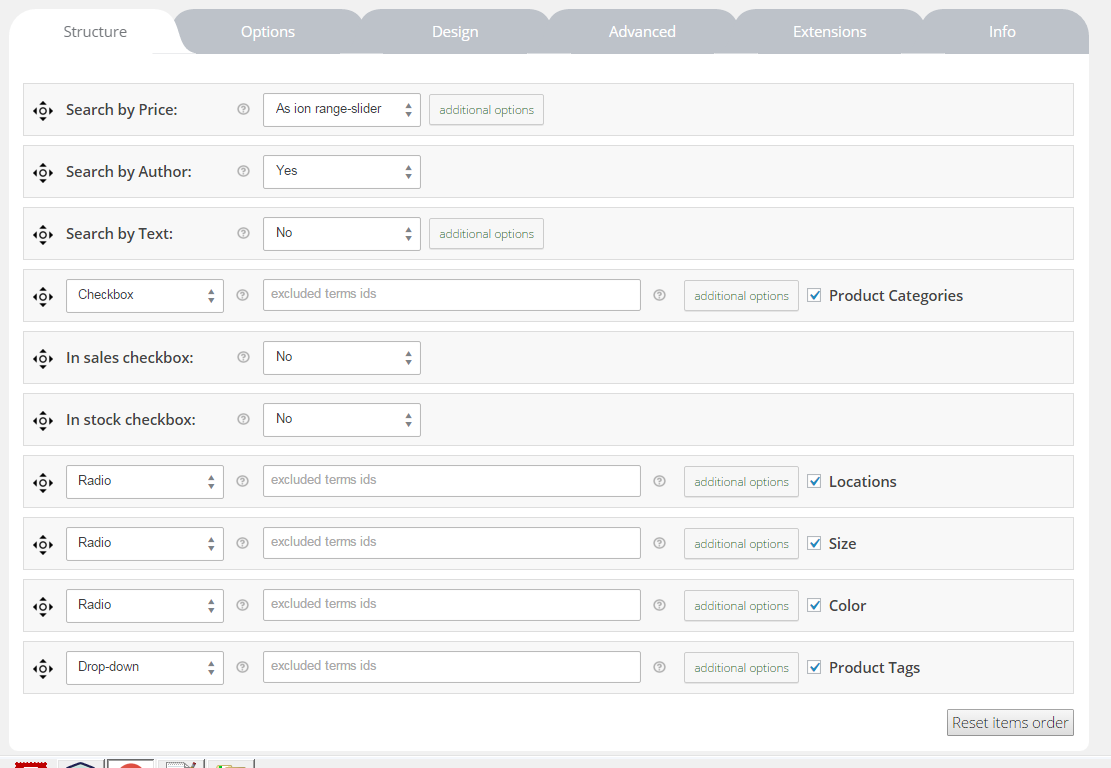 Structure Options Design Advanced Extensions Info
Search by Price: As ion range-slider additional options
Search by Author: Yes
Search by Text: No additional options
Checkbox excluded terms ids additional options Product Categories
In sales checkbox: No
In stock checkbox: No
Radio excluded terms ids additional options Locations
Radio excluded terms ids additional options Size
Radio excluded terms ids additional options Color
Drop-down excluded terms ids additional options Product Tags
Reset items order